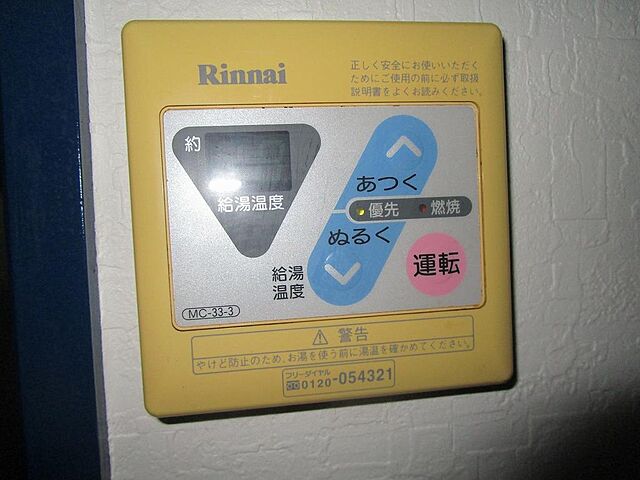 Rinnai
正しく安全にお使いいただく
ためにご使用の前に必ず取扱
説明書をよくお読みください。
約
給湯温度
あつく
優先 燃焼
ぬるく
給湯
温度
運転
MC-33-3
警告
やけど防止のため、お湯を使う前に湯温を確かめてください。
フリーダイヤル
0120-054321